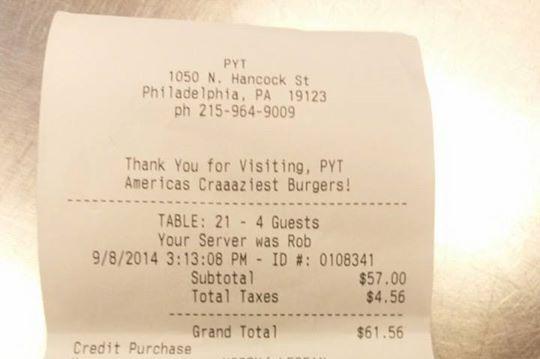 PYT
1050 N. Hancock St
Philadelphia, PA 19123
ph 215-964-9009
Thank You for Visiting, PYT
Americas Craaaziest Burgers!
TABLE: 21 - 4 Guests
Your Server was Rob
9/8/2014 3:13:08 PM - ID #: 0108341
Subtotal $57.00
Total Taxes $4.56
Grand Total $61.56
Credit Purchase